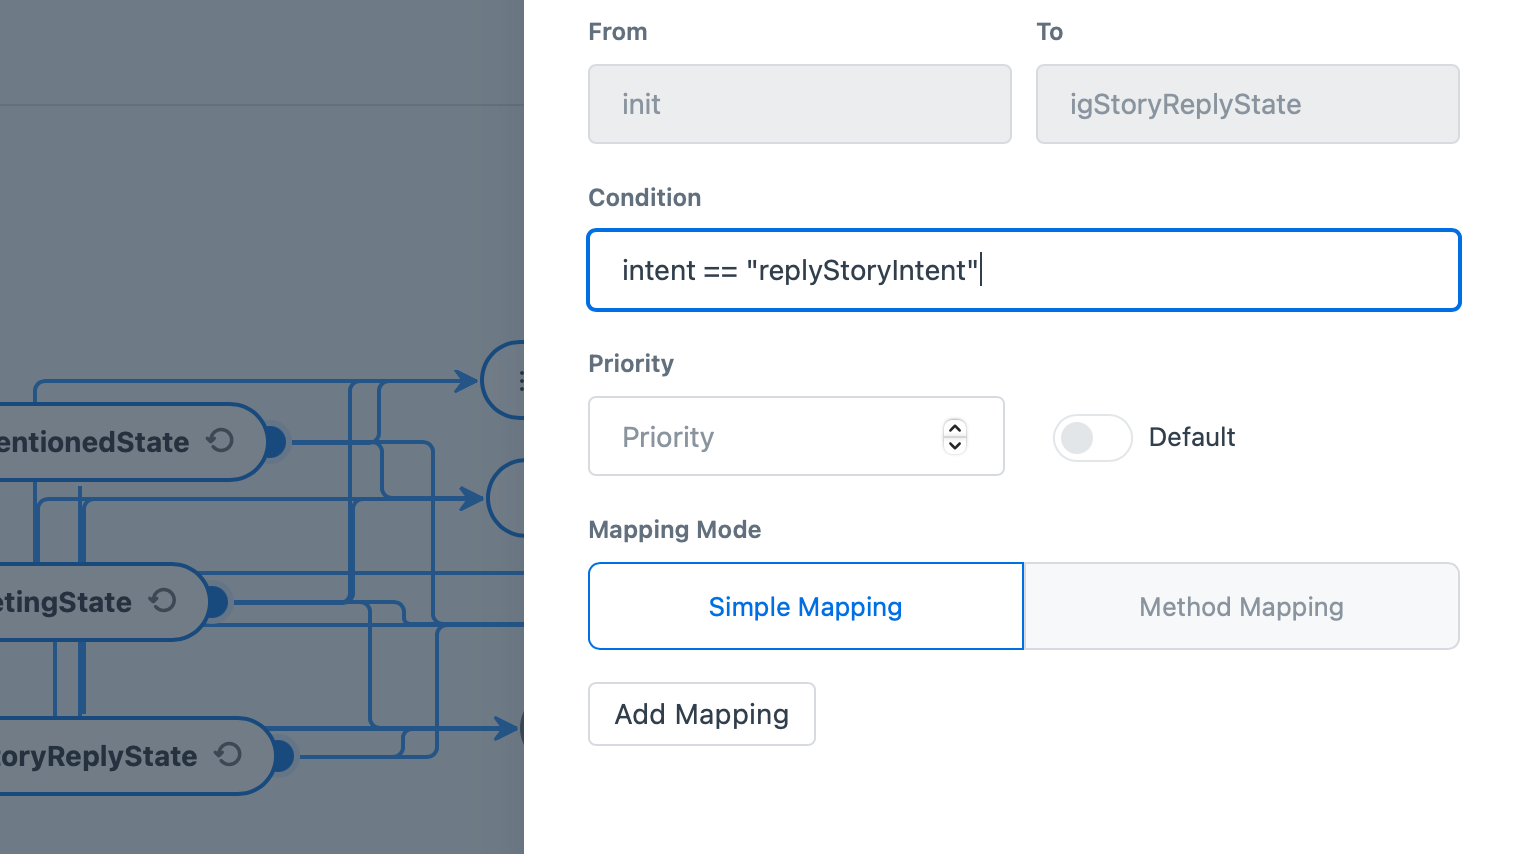 From
To
init
igStoryReplyState
Condition
intent == "replyStoryIntent"
Priority
Priority
Default
Mapping Mode
Simple Mapping
Method Mapping
Add Mapping
entionedState
etingState
oryReplyState